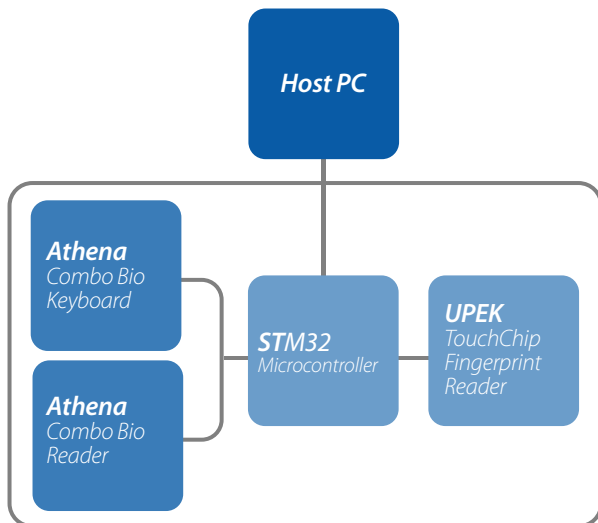 Host PC
Athena
Combo Bio
Keyboard
Athena
Combo Bio
Reader
STM32
Microcontroller
UPEK
TouchChip
Fingerprint
Reader